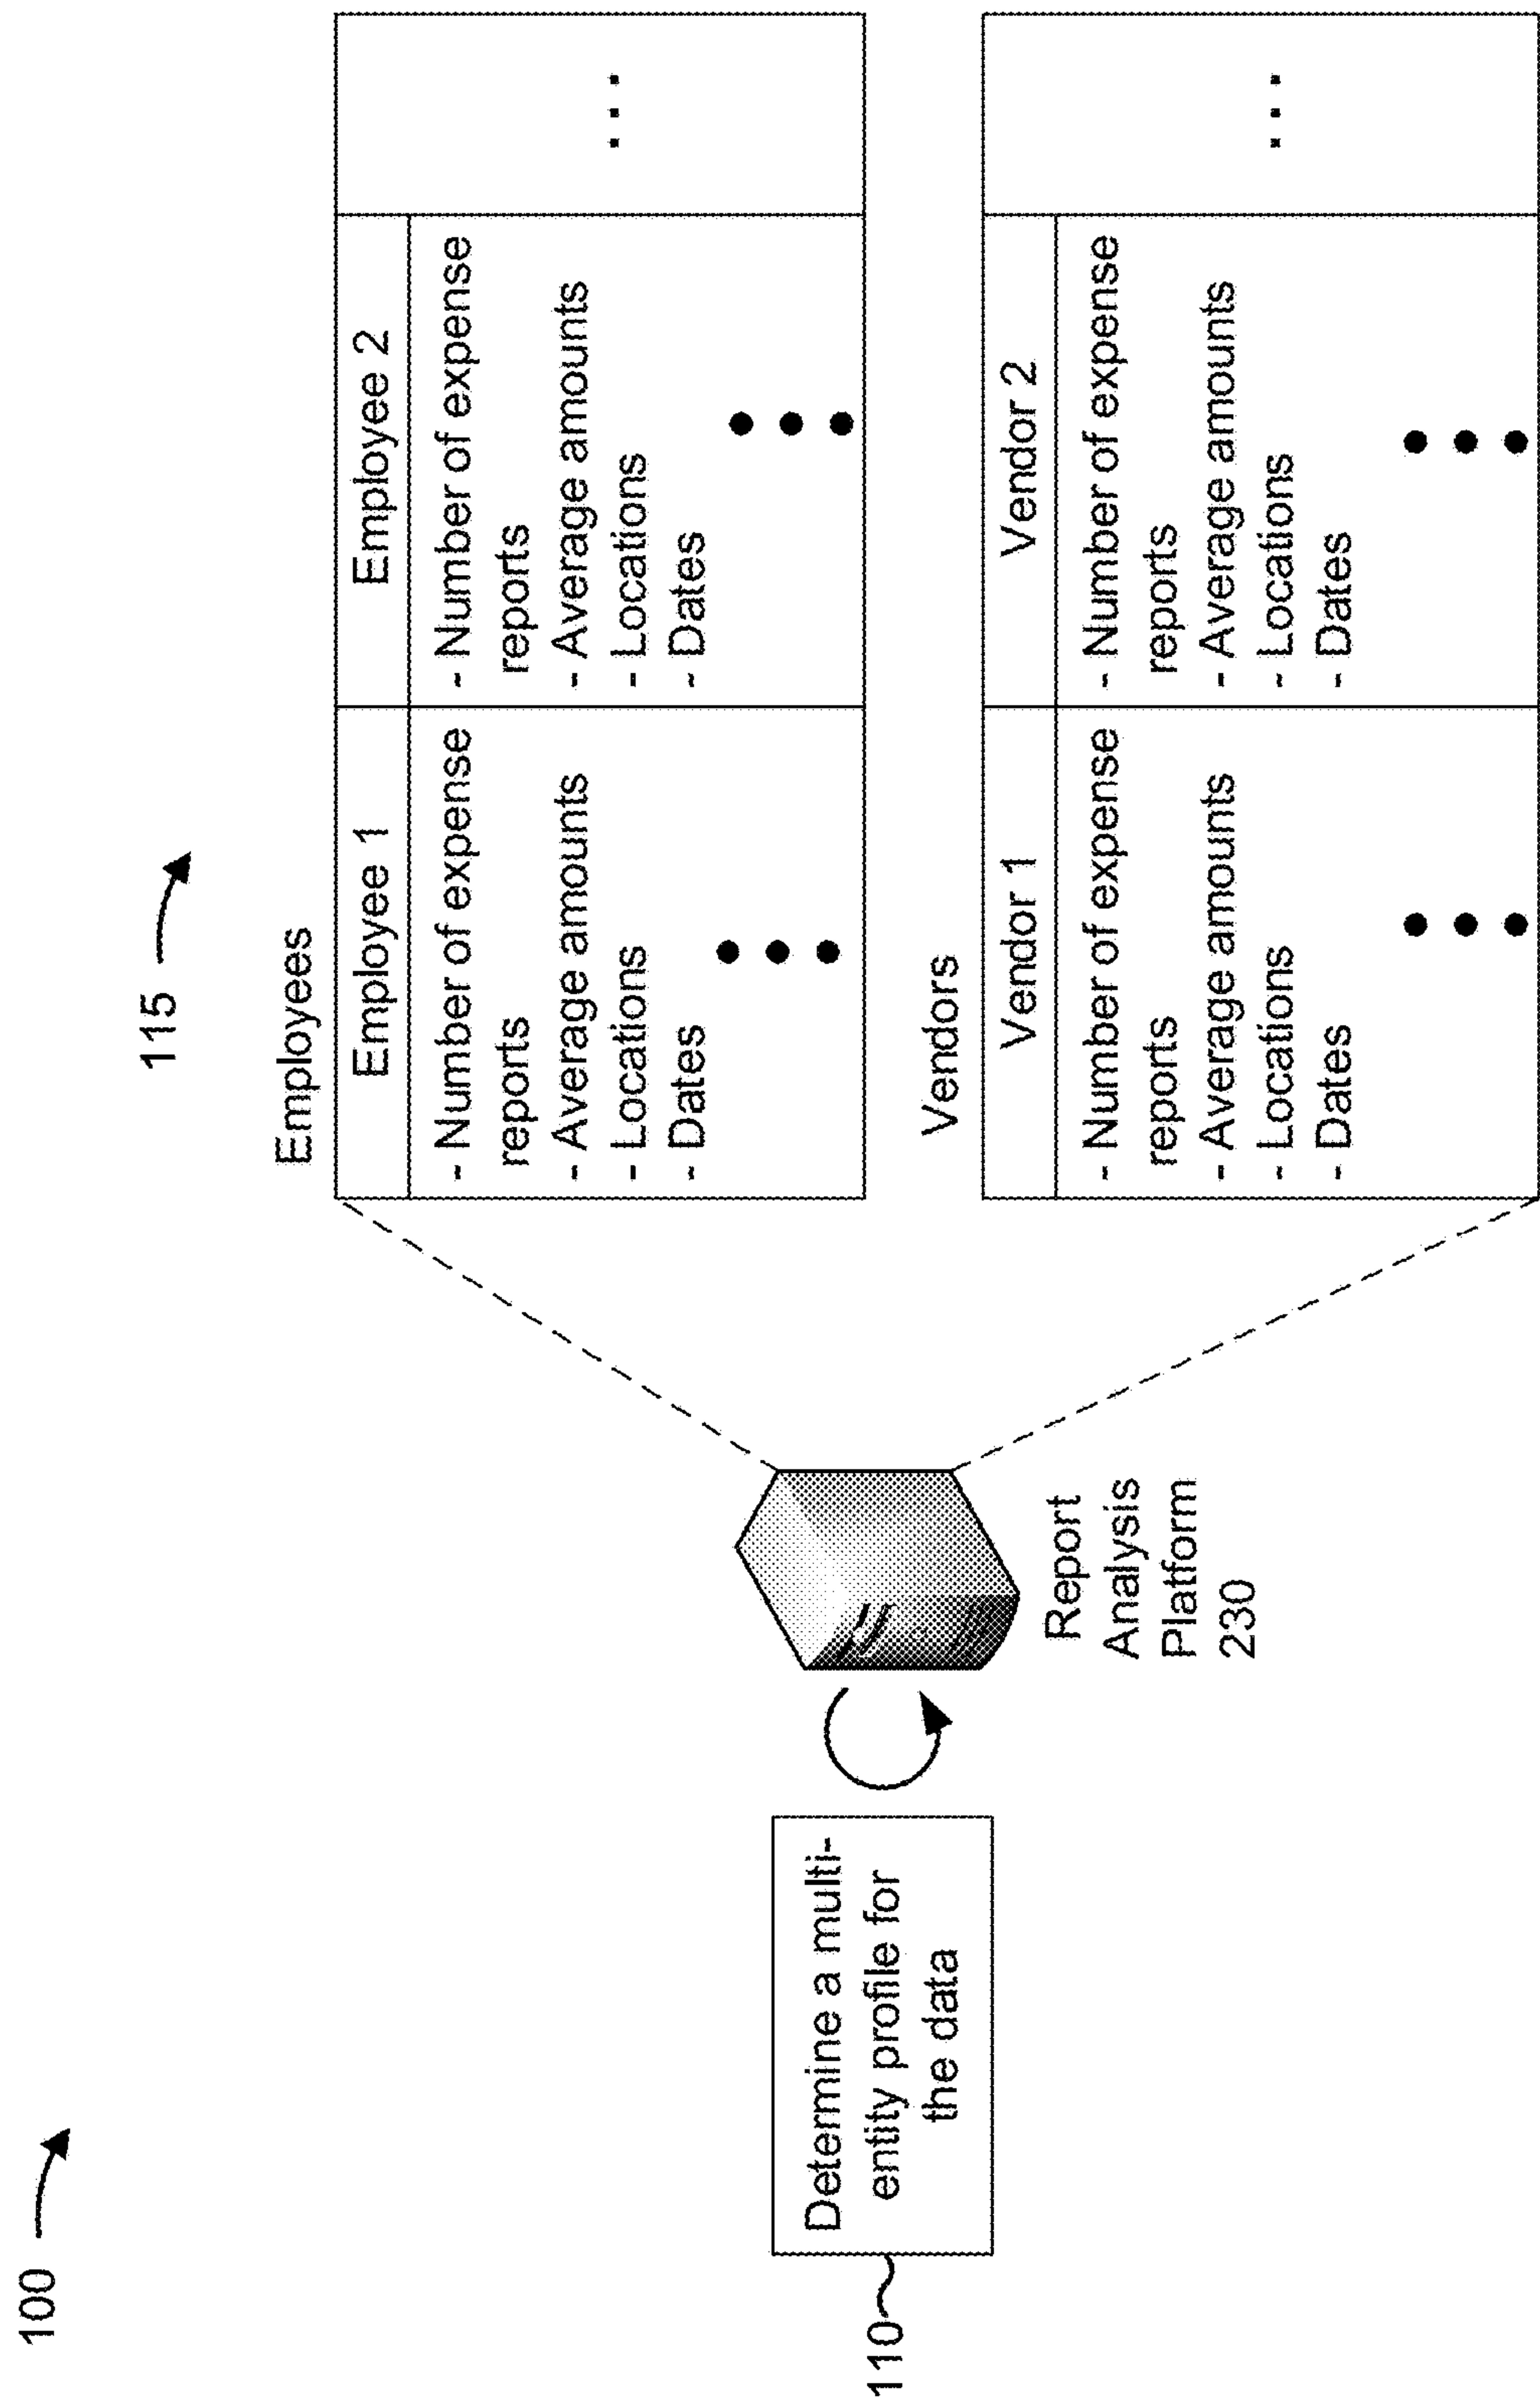 100
115
110
Determine a multi-
entity profile for
the data
Report
Analysis
Platform
230
Employees
Employee 1
- Number of expense
reports
- Average amounts
- Locations
- Dates
Employee 2
- Number of expense
reports
- Average amounts
- Locations
- Dates
...
Vendors
Vendor 1
- Number of expense
reports
- Average amounts
- Locations
- Dates
Vendor 2
- Number of expense
reports
- Average amounts
- Locations
- Dates
...